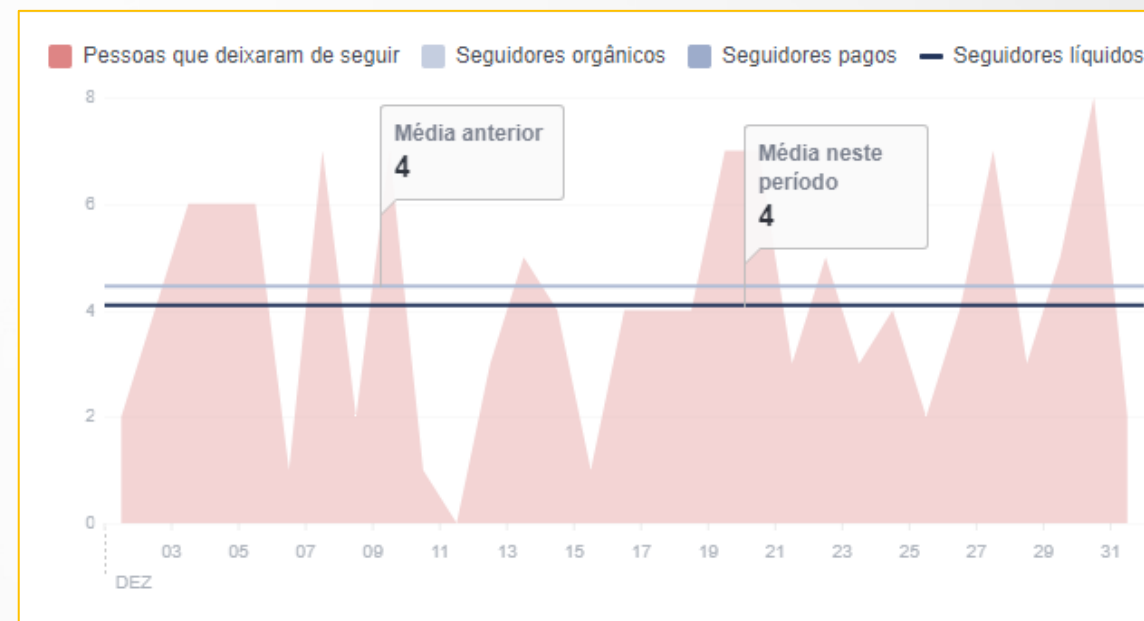 Pessoas que deixaram de seguir Seguidores orgânicos Seguidores pagos Seguidores líquidos
8
Média anterior
4
Média neste
período
4
6
4
2
0
03 05 07 09 11 13 15 17 19 21 23 25 27 29 31
DEZ